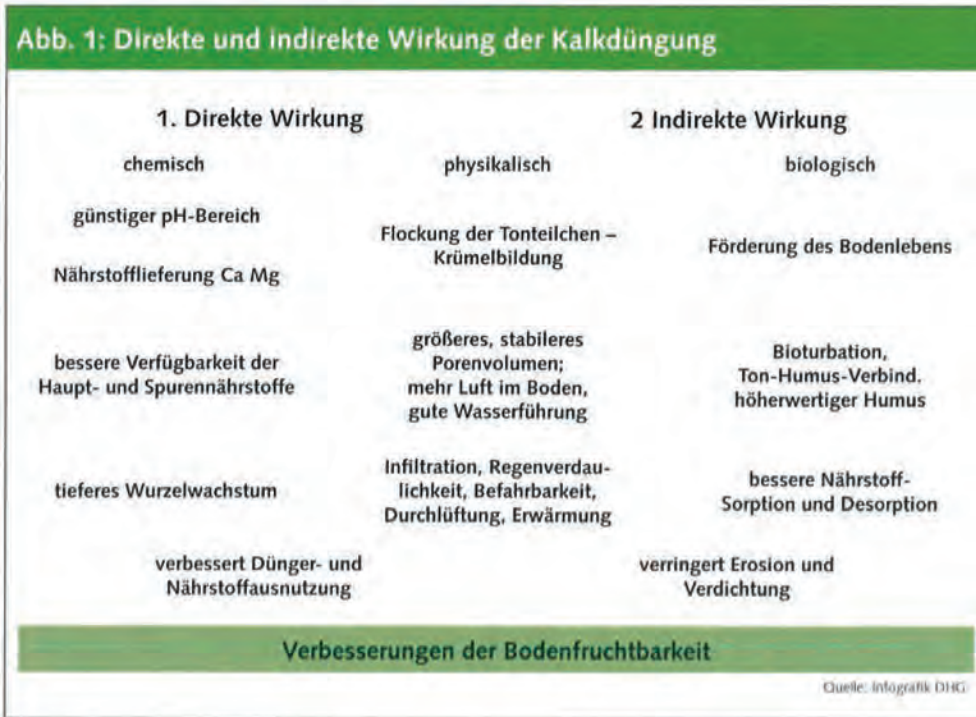 Abb. 1: Direkte und indirekte Wirkung der Kalkdüngung
1. Direkte Wirkung
2 Indirekte Wirkung
chemisch
physikalisch
biologisch
günstiger pH-Bereich
Nährstofflieferung Ca Mg
Flockung der Tonteilchen –
Krümelbildung
Förderung des Bodenlebens
bessere Verfügbarkeit der
Haupt- und Spurennährstoffe
größeres, stabileres
Porenvolumen;
mehr Luft im Boden,
gute Wasserführung
Bioturbation,
Ton-Humus-Verbind.
höherwertiger Humus
tieferes Wurzelwachstum
Infiltration, Regenverdau-
lichkeit, Befahrbarkeit,
Durchlüftung, Erwärmung
bessere Nährstoff-
Sorption und Desorption
verbessert Dünger- und
Nährstoffausnutzung
verringert Erosion und
Verdichtung
Verbesserungen der Bodenfruchtbarkeit
Quelle: Infografik DHG